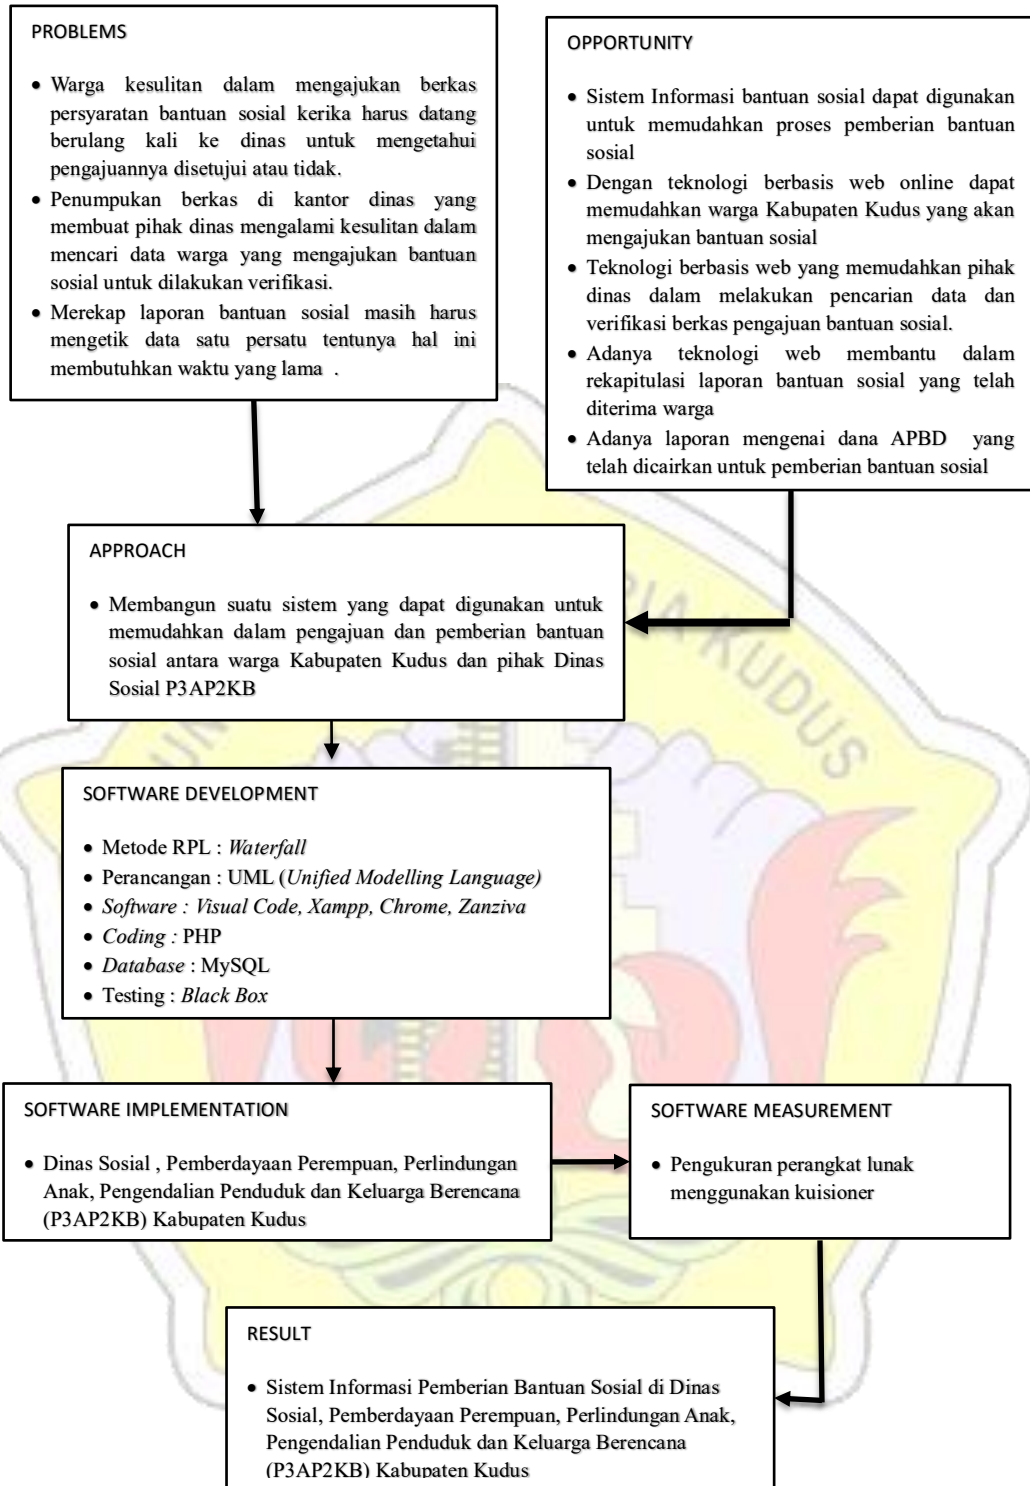 PROBLEMS
• Warga kesulitan dalam mengajukan berkas
persyaratan bantuan sosial kerika harus datang
berulang kali ke dinas untuk mengetahui
pengajuannya disetujui atau tidak.
• Penumpukan berkas di kantor dinas yang
membuat pihak dinas mengalami kesulitan dalam
mencari data warga yang mengajukan bantuan
sosial untuk dilakukan verifikasi.
• Merekap laporan bantuan sosial masih harus
mengetik data satu persatu tentunya hal ini
membutuhkan waktu yang lama .
OPPORTUNITY
• Sistem Informasi bantuan sosial dapat digunakan
untuk memudahkan proses pemberian bantuan
sosial
• Dengan teknologi berbasis web online dapat
memudahkan warga Kabupaten Kudus yang akan
mengajukan bantuan sosial
• Teknologi berbasis web yang memudahkan pihak
dinas dalam melakukan pencarian data dan
verifikasi berkas pengajuan bantuan sosial.
• Adanya teknologi web membantu dalam
rekapitulasi laporan bantuan sosial yang telah
diterima warga
• Adanya laporan mengenai dana APBD yang
telah dicairkan untuk pemberian bantuan sosial
APPROACH
• Membangun suatu sistem yang dapat digunakan untuk
memudahkan dalam pengajuan dan pemberian bantuan
sosial antara warga Kabupaten Kudus dan pihak Dinas
Sosial P3AP2KB
KUDUS
SOFTWARE DEVELOPMENT
• Metode RPL : Waterfall
• Perancangan : UML (Unified Modelling Language)
• Software : Visual Code, Xampp, Chrome, Zanziva
• Coding : PHP
• Database : MySQL
• Testing : Black Box
SOFTWARE IMPLEMENTATION
• Dinas Sosial , Pemberdayaan Perempuan, Perlindungan
Anak, Pengendalian Penduduk dan Keluarga Berencana
(P3AP2KB) Kabupaten Kudus
SOFTWARE MEASUREMENT
• Pengukuran perangkat lunak
menggunakan kuisioner
RESULT
• Sistem Informasi Pemberian Bantuan Sosial di Dinas
Sosial, Pemberdayaan Perempuan, Perlindungan Anak,
Pengendalian Penduduk dan Keluarga Berencana
(P3AP2KB) Kabupaten Kudus